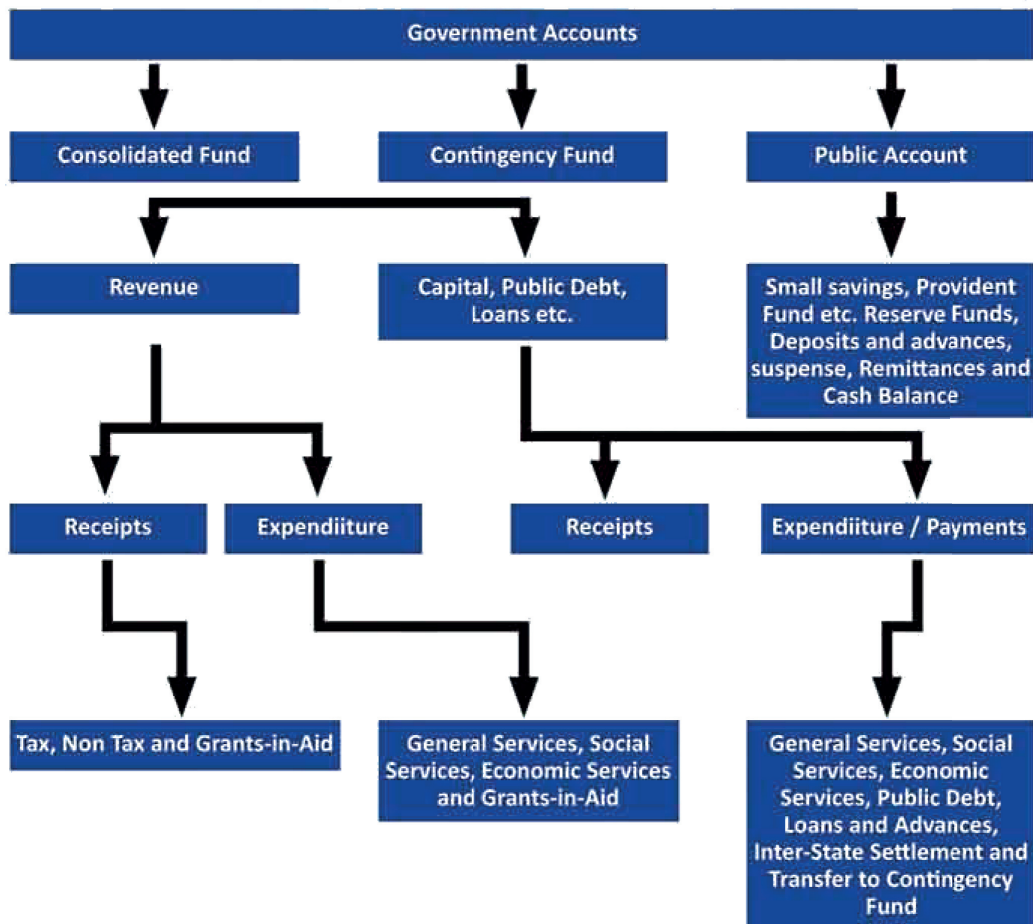 Government Accounts
Consolidated Fund
Contingency Fund
Public Account
Revenue
Capital, Public Debt,
Loans etc.
Small savings, Provident
Fund etc. Reserve Funds,
Deposits and advances,
suspense, Remittances and
Cash Balance
Receipts
Expendiiture
Receipts
Expendiiture / Payments
Tax, Non Tax and Grants-in-Aid
General Services, Social
Services, Economic Services
and Grants-in-Aid
General Services, Social
Services, Economic
Services, Public Debt,
Loans and Advances,
Inter-State Settlement and
Transfer to Contingency
Fund